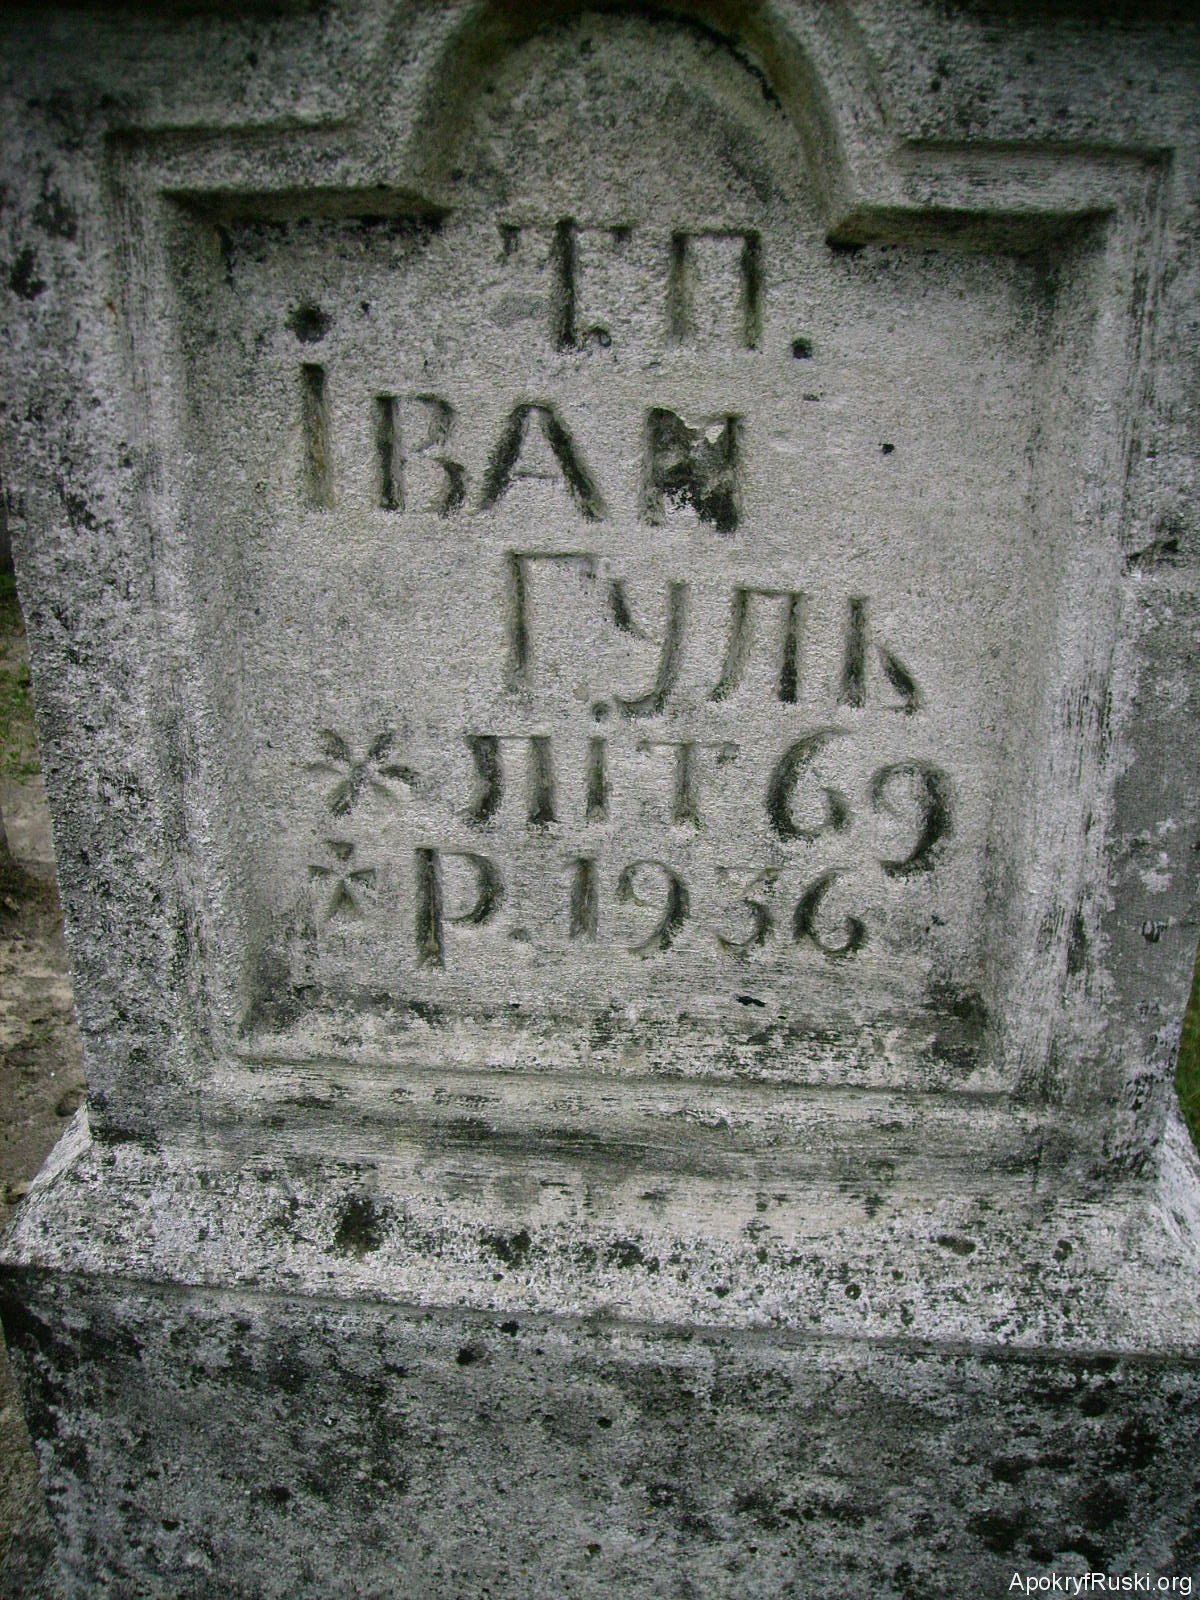 Т.П.
Іван
Гуль
* літ 69
* р. 1936
ApokryfRuski.org